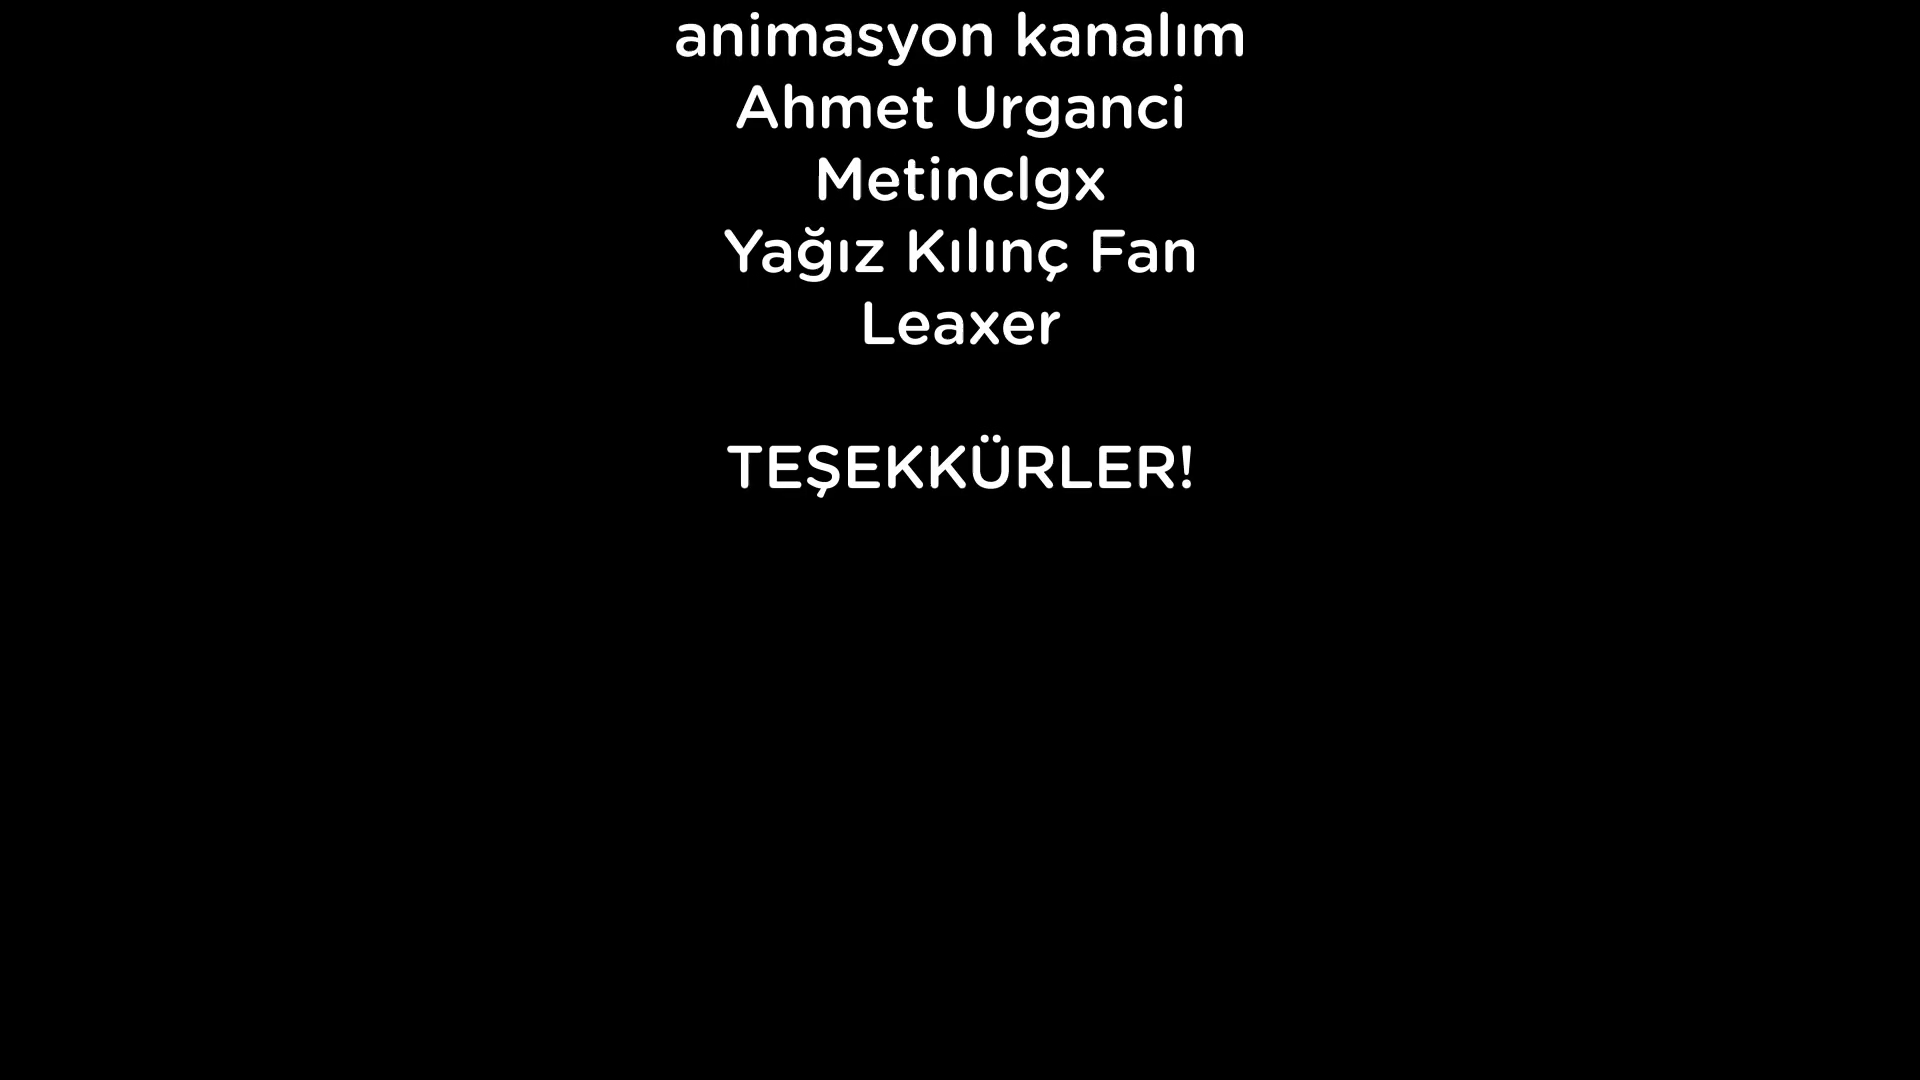 animasyon kanalım
Ahmet Urganci
Metinclgx
Yağız Kılınç Fan
Leaxer
TEŞEKKÜRLER!